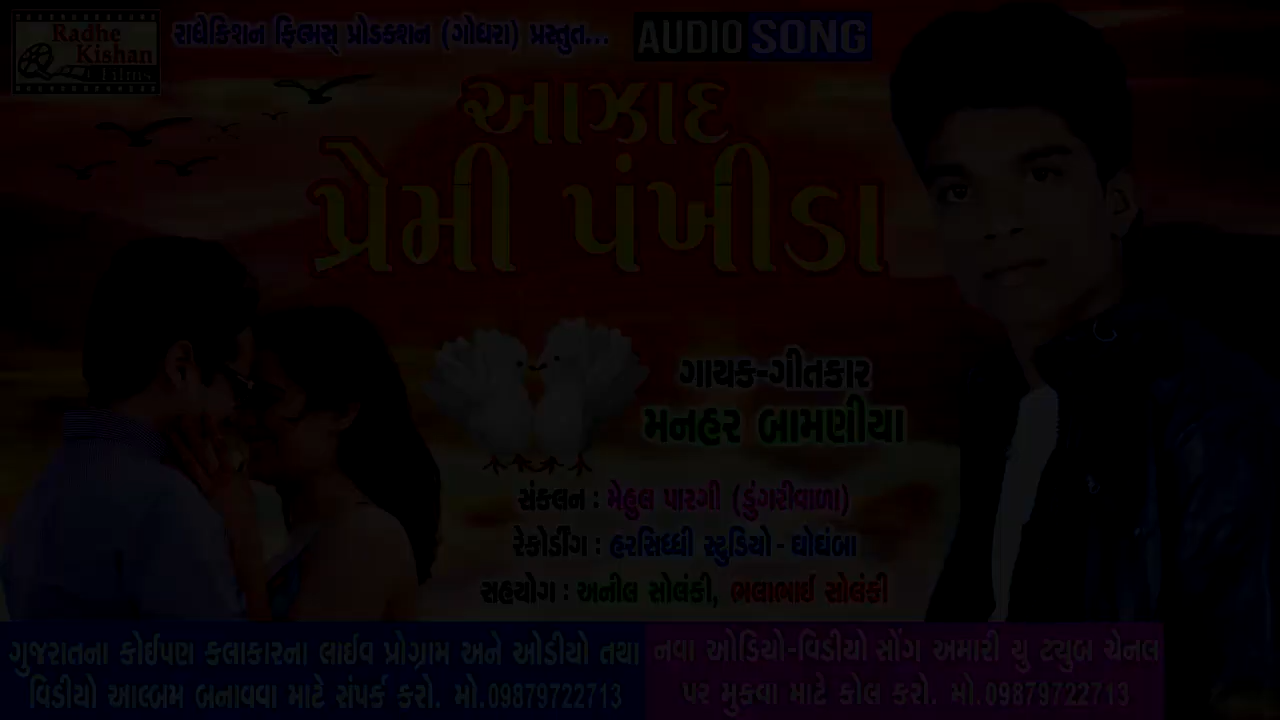 Radhe
Kishan
Films
રાધેકિશન ફિલ્મસ્ પ્રોડક્શન (ગોધરા) પ્રસ્તુત...
AUDIO SONG
આઝાદ
પ્રેમી પંખીડા
ગાયક-ગીતકાર
મનહર બામણીયા
સંકલન : મેહુલ પારગી (ડુંગરીવાળા)
રેકોર્ડીંગ : હરસિધ્ધી સ્ટુડિયો - ઘોઘંબા
સહયોગ : અનીલ સોલંકી, ભલાભાઈ સોલંકી
ગુજરાતના કોઈપણ કલાકારના લાઈવ પ્રોગ્રામ અને ઓડીયો તથા
વિડીયો આલ્બમ બનાવવા માટે સંપર્ક કરો. મો.09879722713
નવા ઓડિયો-વિડીયો સોંગ અમારી યુ ટ્યુબ ચેનલ
પર મુકવા માટે કોલ કરો. મો.09879722713